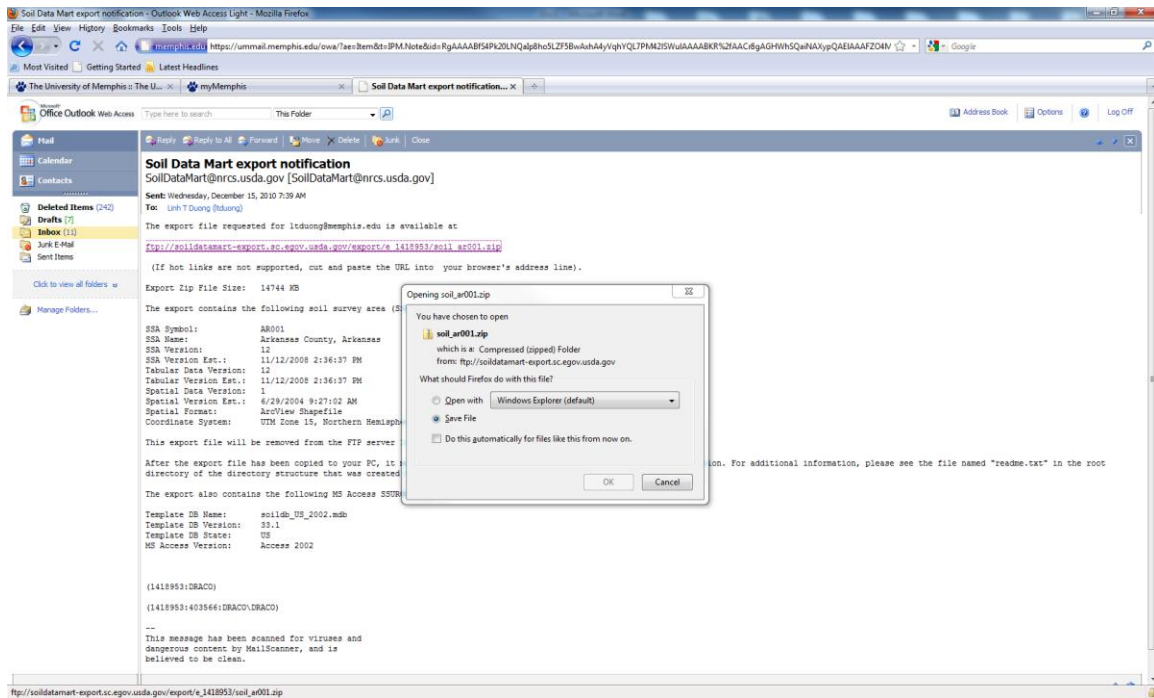 Soil Data Mart export notification - Outlook Web Access Light - Mozilla Firefox
File Edit View History Bookmarks Tools Help
memphis.edu https://ummail.memphis.edu/owa/?ae=Item&t=IPM.Note&id=
Google
Most Visited Getting Started Latest Headlines
The University of Memphis :: The U... myMemphis Soil Data Mart export notification...
Microsoft
Office Outlook Web Access Type here to search This Folder Address Book Options Log Off
Mail Reply Reply to All Forward Move Delete Junk Close
Calendar
Contacts
Deleted Items (242)
Drafts [7]
Inbox (11)
Junk E-Mail
Sent Items
Click to view all folders
Manage Folders...
Soil Data Mart export notification
SoilDataMart@nrcs.usda.gov [SoilDataMart@nrcs.usda.gov]
Sent: Wednesday, December 15, 2010 7:39 AM
To: Linh T Duong (ltduong)
The export file requested for ltduong@memphis.edu is available at
ftp://soildatamart-export.sc.egov.usda.gov/export/e_1418953/soil_ar001.zip
(If hot links are not supported, cut and paste the URL into your browser's address line).
Export Zip File Size: 14744 KB
The export contains the following soil survey area
SSA Symbol: AR001
SSA Name: Arkansas County, Arkansas
SSA Version: 12
SSA Version Est.: 11/12/2008 2:36:37 PM
Tabular Data Version: 12
Tabular Version Est.: 11/12/2008 2:36:37 PM
Spatial Data Version: 1
Spatial Version Est.: 6/29/2004 9:27:02 AM
Spatial Format: ArcView Shapefile
Coordinate System: UTM Zone 15, Northern Hemisph
This export file will be removed from the FTP server
After the export file has been copied to your PC, it
ion. For additional information, please see the file named "readme.txt" in the root
directory of the directory structure that was created
The export also contains the following MS Access SSUR
Template DB Name: soildb_US_2002.mdb
Template DB Version: 33.1
Template DB State: US
MS Access Version: Access 2002
(1418953:DRACO)
(1418953:403566:DRACO\DRACO)
--
This message has been scanned for viruses and
dangerous content by MailScanner, and is
believed to be clean.
Opening soil_ar001.zip
You have chosen to open
soil_ar001.zip
which is a: Compressed (zipped) Folder
from: ftp://soildatamart-export.sc.egov.usda.gov
What should Firefox do with this file?
Open with Windows Explorer (default)
Save File
Do this automatically for files like this from now on.
OK Cancel
ftp://soildatamart-export.sc.egov.usda.gov/export/e_1418953/soil_ar001.zip